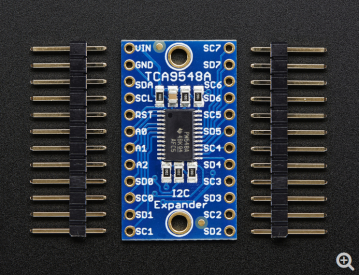 VIN SC7
GND SD7
TCA9548A
SDA SC6
SCL SD6
RST SC5
A0 SD5
A1 SC4
A2 SD4
SD0 SC3
SC0 SD3
I2C
Expander
SD1 SC2
SC1 SD2